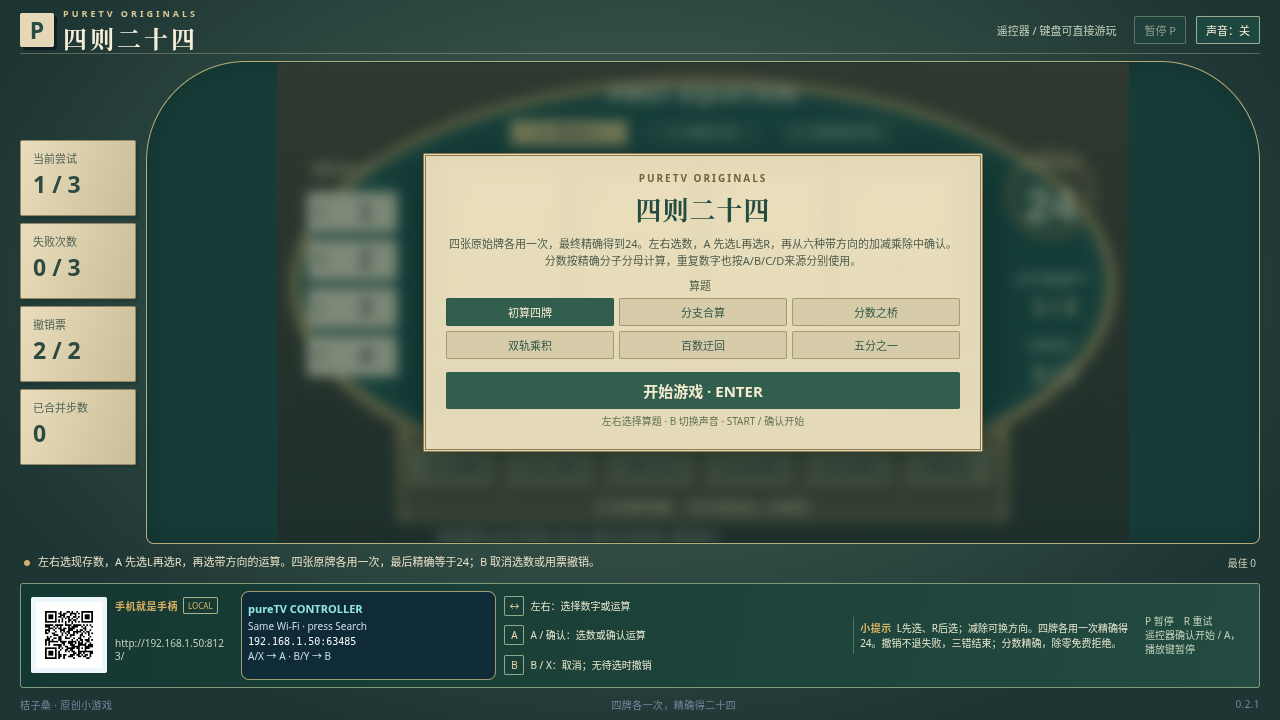 P
PURETV ORIGINALS
四则二十四
遥控器 / 键盘可直接游玩
暂停 P
声音：关
当前尝试
1 / 3
失败次数
0 / 3
撤销票
2 / 2
已合并步数
0
24
PURETV ORIGINALS
四则二十四
四张原始牌各用一次，最终精确得到24。左右选数，A 先选L再选R，再从六种带方向的加减乘除中确认。
分数按精确分子分母计算，重复数字也按A/B/C/D来源分别使用。
算题
初算四牌
分支合算
分数之桥
双轨乘积
百数迂回
五分之一
开始游戏 · ENTER
左右选择算题 · B 切换声音 · START / 确认开始
左右选现存数，A 先选L再选R，再选带方向的运算。四张原牌各用一次，最后精确等于24；B 取消选数或用票撤销。
最佳 0
手机就是手柄 LOCAL
http://192.168.1.50:812
3/
pureTV CONTROLLER
Same Wi-Fi · press Search
192.168.1.50:63485
A/X → A · B/Y → B
↔ 左右：选择数字或运算
A A / 确认：选数或确认运算
B B / X：取消；无待选时撤销
小提示 L先选、R后选；减除可换方向。四牌各用一次精确得
24。撤销不退失败，三错结束；分数精确，除零免费拒绝。
P 暂停 R 重试
遥控器确认开始 / A，
播放键暂停
桔子桑 · 原创小游戏
四牌各一次，精确得二十四
0.2.1